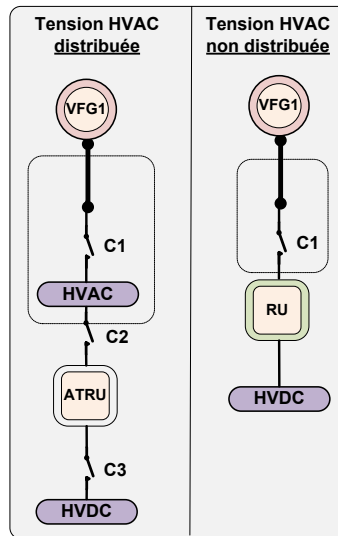 Tension HVAC
distribuée
VFG1
C1
HVAC
C2
ATRU
C3
HVDC
Tension HVAC
non distribuée
VFG1
C1
RU
HVDC